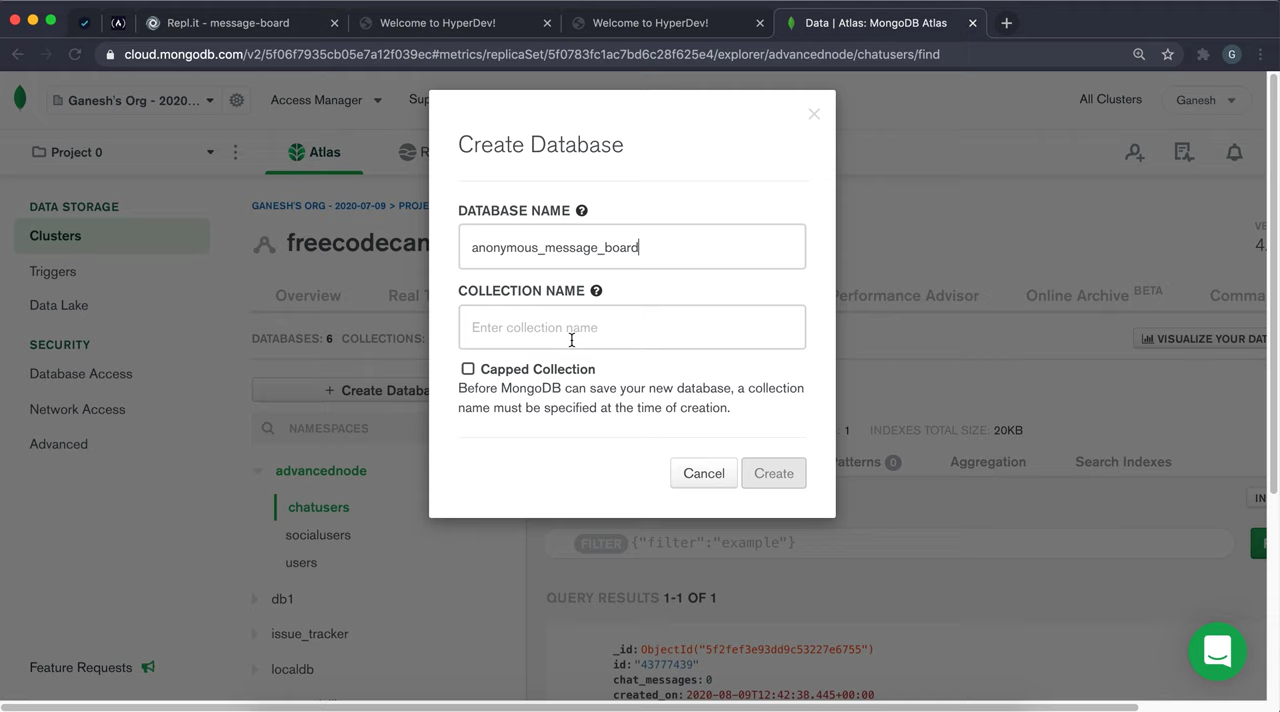 Repl.it - message-board
Welcome to HyperDev!
Welcome to HyperDev!
Data | Atlas: MongoDB Atlas
cloud.mongodb.com/v2/5f06f7935cb05e7a12f039ec#metrics/replicaSet/5f0783fc1ac7bd6c28f625e4/explorer/advancednode/chatusers/find
G
Ganesh's Org - 2020...
Access Manager
Sup
All Clusters
Ganesh
Project 0
Atlas
R
DATA STORAGE
Clusters
Triggers
Data Lake
SECURITY
Database Access
Network Access
Advanced
Feature Requests
GANESH'S ORG - 2020-07-09 > PROJE
freecodecam
Overview
Real T
Performance Advisor
Online Archive BETA
Comma
DATABASES: 6 COLLECTIONS:
VISUALIZE YOUR DAT
+ Create Databa
NAMESPACES
advancednode
chatusers
socialusers
users
db1
issue_tracker
localdb
Create Database
DATABASE NAME
anonymous_message_board
COLLECTION NAME
Enter collection name
Capped Collection
Before MongoDB can save your new database, a collection
name must be specified at the time of creation.
Cancel
Create
1 INDEXES TOTAL SIZE: 20KB
atterns 0
Aggregation
Search Indexes
IN
FILTER {"filter":"example"}
QUERY RESULTS 1-1 OF 1
_id: ObjectId("5f2fef3e93dd9c53227e6755")
id: "43777439"
chat_messages: 0
created_on: 2020-08-09T12:42:38.445+00:00